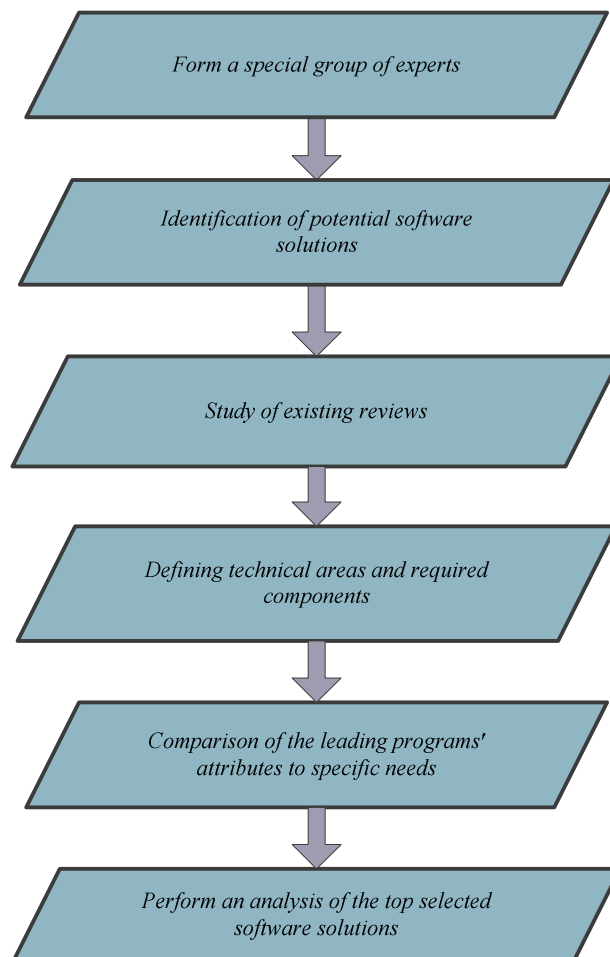 Form a special group of experts
Identification of potential software
solutions
Study of existing reviews
Defining technical areas and required
components
Comparison of the leading programs'
attributes to specific needs
Perform an analysis of the top selected
software solutions